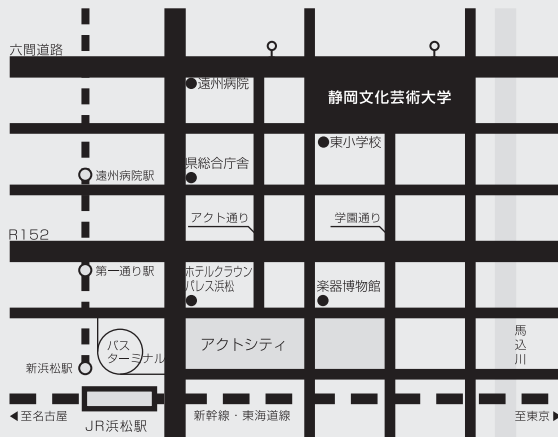 六間道路
遠州病院
静岡文化芸術大学
東小学校
県総合庁舎
遠州病院駅
アクト通り
学園通り
R152
第一通り駅
ホテルクラウン
パレス浜松
楽器博物館
バス
ターミナル
アクトシティ
馬込川
新浜松駅
至名古屋
新幹線・東海道線
至東京
JR浜松駅